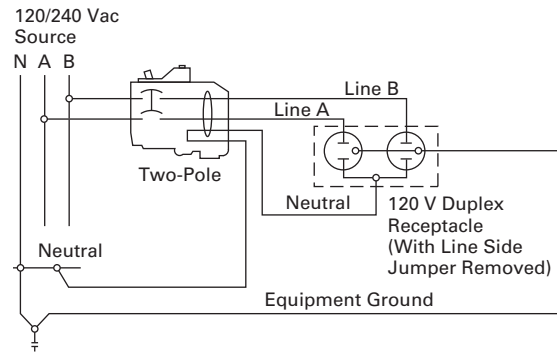 120/240 Vac
Source
N A B
Line B
Line A
Two-Pole
Neutral
120 V Duplex
Receptacle
(With Line Side
Jumper Removed)
Neutral
Equipment Ground